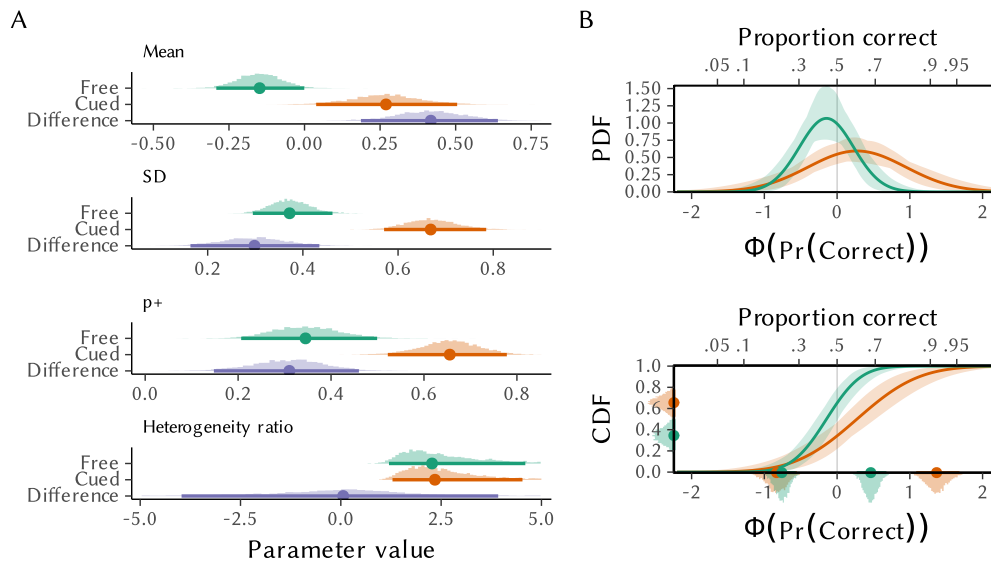 A
Mean
Free
Cued
Difference
-0.50 -0.25 0.00 0.25 0.50 0.75
SD
Free
Cued
Difference
0.2 0.4 0.6 0.8
p+
Free
Cued
Difference
0.0 0.2 0.4 0.6 0.8
Heterogeneity ratio
Free
Cued
Difference
-5.0 -2.5 0.0 2.5 5.0
Parameter value
B
Proportion correct
.05 .1 .3 .5 .7 .9 .95
PDF
1.50
1.25
1.00
0.75
0.50
0.25
0.00
-2 -1 0 1 2
Φ(Pr(Correct))
Proportion correct
.05 .1 .3 .5 .7 .9 .95
CDF
1.0
0.8
0.6
0.4
0.2
0.0
-2 -1 0 1 2
Φ(Pr(Correct))